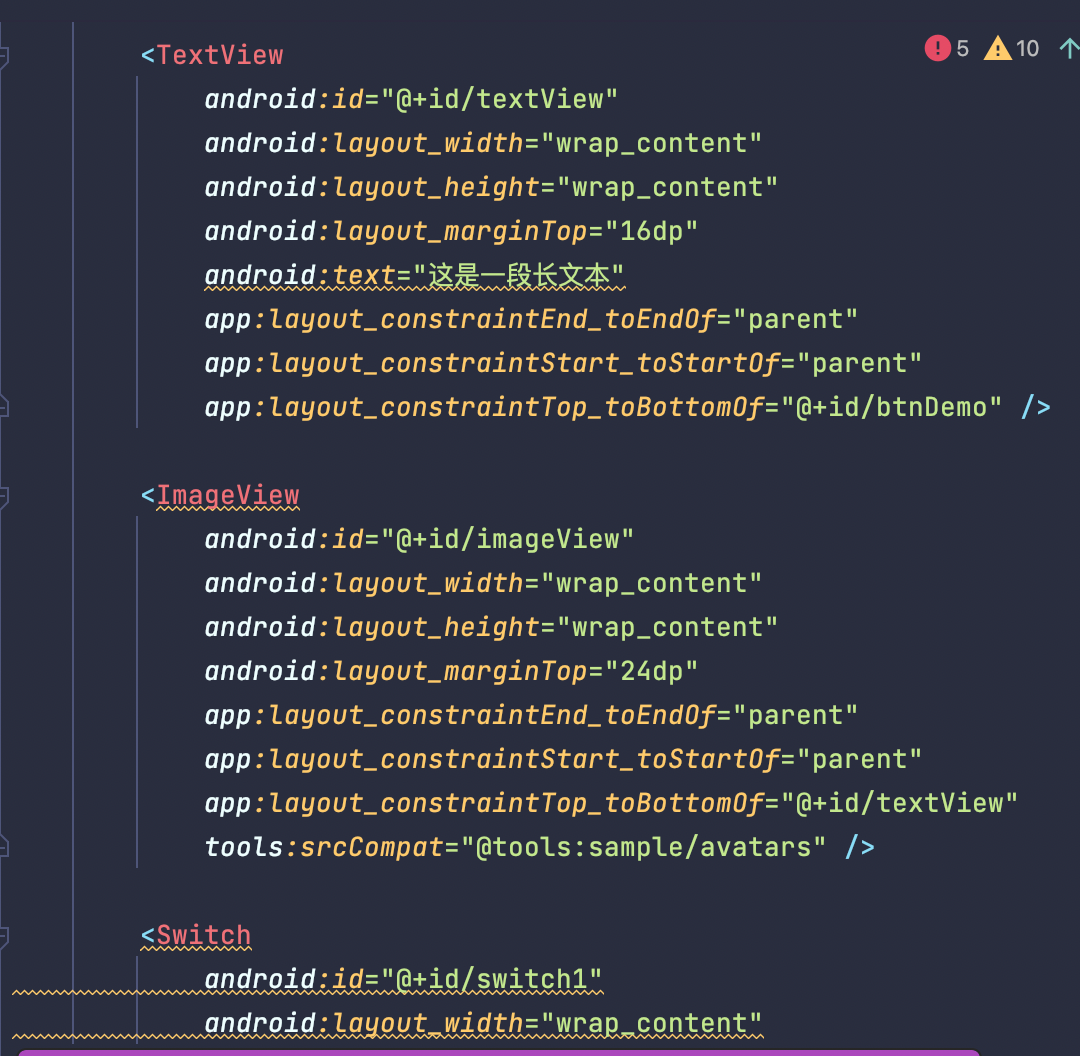 <TextView
5 10
android:id="@+id/textView"
android:layout_width="wrap_content"
android:layout_height="wrap_content"
android:layout_marginTop="16dp"
android:text="这是一段长文本"
app:layout_constraintEnd_toEndOf="parent"
app:layout_constraintStart_toStartOf="parent"
app:layout_constraintTop_toBottomOf="@+id/btnDemo" />
<ImageView
android:id="@+id/imageView"
android:layout_width="wrap_content"
android:layout_height="wrap_content"
android:layout_marginTop="24dp"
app:layout_constraintEnd_toEndOf="parent"
app:layout_constraintStart_toStartOf="parent"
app:layout_constraintTop_toBottomOf="@+id/textView"
tools:srcCompat="@tools:sample/avatars" />
<Switch
android:id="@+id/switch1"
android:layout_width="wrap_content"